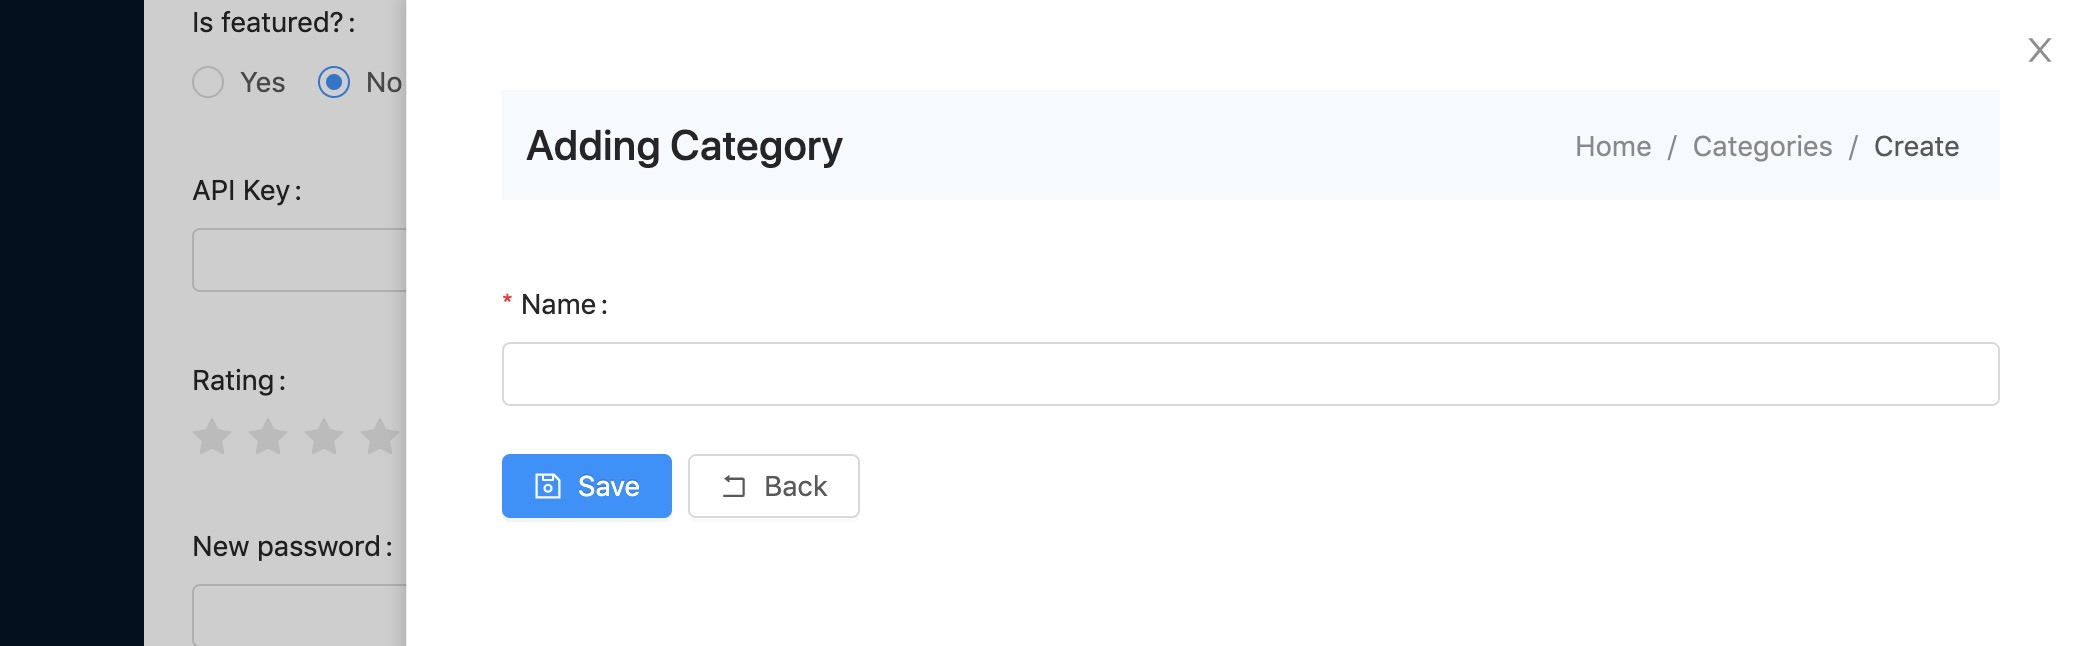 Is featured? :
Yes No
API Key :
Rating :
New password :
X
Adding Category
Home / Categories / Create
* Name :
Save
Back